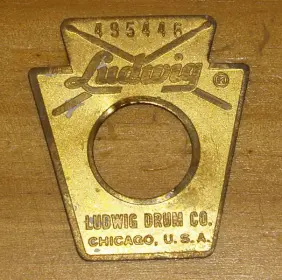 495446
Ludwig ®
LUDWIG DRUM CO.
CHICAGO, U.S.A.